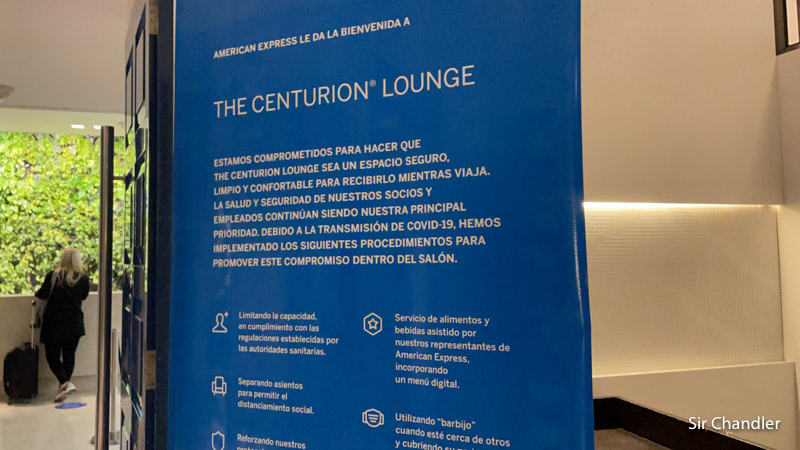 AMERICAN EXPRESS LE DA LA BIENVENIDA A
THE CENTURION® LOUNGE
ESTAMOS COMPROMETIDOS PARA HACER QUE
THE CENTURION LOUNGE SEA UN ESPACIO SEGURO,
LIMPIO Y CONFORTABLE PARA RECIBIRLO MIENTRAS VIAJA.
LA SALUD Y SEGURIDAD DE NUESTROS SOCIOS Y
EMPLEADOS CONTINÚAN SIENDO NUESTRA PRINCIPAL
PRIORIDAD. DEBIDO A LA TRANSMISIÓN DE COVID-19, HEMOS
IMPLEMENTADO LOS SIGUIENTES PROCEDIMIENTOS PARA
PROMOVER ESTE COMPROMISO DENTRO DEL SALÓN.
Limitando la capacidad,
en cumplimiento con las
regulaciones establecidas por
las autoridades sanitarias.
Separando asientos
para permitir el
distanciamiento social.
Reforzando nuestros
Servicio de alimentos y
bebidas asistido por
nuestros representantes de
American Express,
incorporando
un menú digital.
Utilizando "barbijo"
cuando esté cerca de otros
y cubriendo su
Sir Chandler